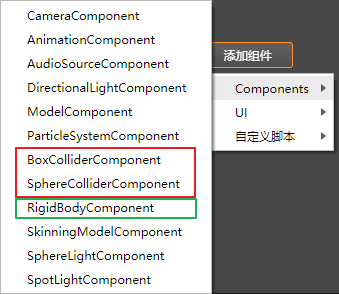 CameraComponent
AnimationComponent
AudioSourceComponent
DirectionalLightComponent
ModelComponent
ParticleSystemComponent
BoxColliderComponent
SphereColliderComponent
RigidBodyComponent
SkinningModelComponent
SphereLightComponent
SpotLightComponent
添加组件
Components
UI
自定义脚本